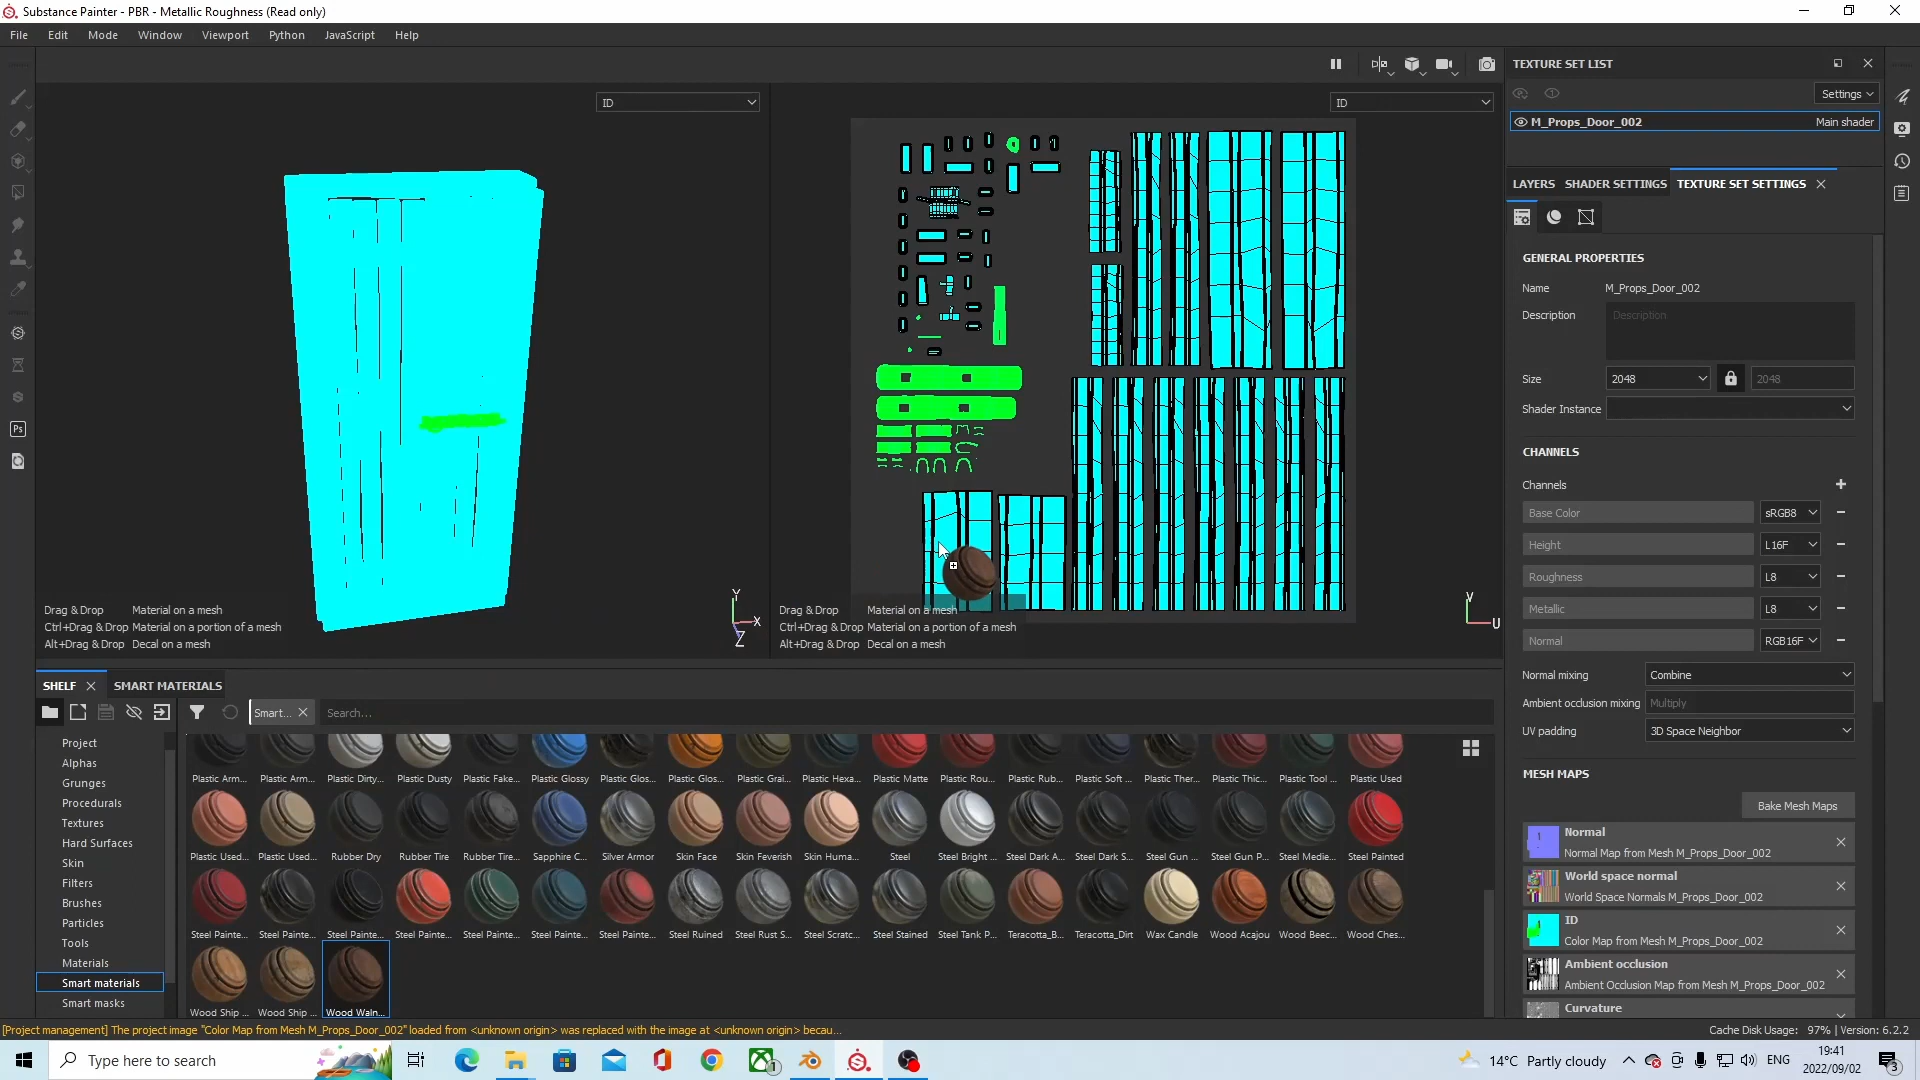 Substance Painter - PBR - Metallic Roughness (Read only)
File Edit Mode Window Viewport Python JavaScript Help
ID
ID
TEXTURE SET LIST
Settings
M_Props_Door_002 Main shader
LAYERS SHADER SETTINGS TEXTURE SET SETTINGS
GENERAL PROPERTIES
Name M_Props_Door_002
Description Description
Size 2048 2048
Shader Instance
CHANNELS
Channels
Base Color sRGB8
Height L16F
Roughness L8
Metallic L8
Normal RGB16F
Normal mixing Combine
Ambient occlusion mixing Multiply
UV padding 3D Space Neighbor
MESH MAPS
Bake Mesh Maps
Normal
Normal Map from Mesh M_Props_Door_002
World space normal
World Space Normals M_Props_Door_002
ID
Color Map from Mesh M_Props_Door_002
Ambient occlusion
Ambient Occlusion Map from Mesh M_Props_Door_002
Curvature
Drag & Drop Material on a mesh
Ctrl+Drag & Drop Material on a portion of a mesh
Alt+Drag & Drop Decal on a mesh
Y
X
Z
Drag & Drop Material on a mesh
Ctrl+Drag & Drop Material on a portion of a mesh
Alt+Drag & Drop Decal on a mesh
V
U
SHELF SMART MATERIALS
Smart... Search...
Project
Alphas
Grunges
Procedurals
Textures
Hard Surfaces
Skin
Filters
Brushes
Particles
Tools
Materials
Smart materials
Smart masks
Plastic Arm... Plastic Arm... Plastic Dirty... Plastic Dusty Plastic Fake... Plastic Glossy Plastic Glos... Plastic Glos... Plastic Grai... Plastic Hexa... Plastic Matte Plastic Rou... Plastic Rub... Plastic Soft ... Plastic Ther... Plastic Thic... Plastic Tool ... Plastic Used
Plastic Used... Plastic Used... Rubber Dry Rubber Tire Rubber Tire... Sapphire C... Silver Armor Skin Face Skin Feverish Skin Huma... Steel Steel Bright ... Steel Dark A... Steel Dark S... Steel Gun ... Steel Gun P... Steel Medie... Steel Painted
Steel Painte... Steel Painte... Steel Painte... Steel Painte... Steel Painte... Steel Painte... Steel Painte... Steel Ruined Steel Rust S... Steel Scratc... Steel Stained Steel Tank P... Teracotta_B... Teracotta_Dirt Wax Candle Wood Acajou Wood Beec... Wood Ches...
Wood Ship ... Wood Ship ... Wood Waln...
[Project management] The project image "Color Map from Mesh M_Props_Door_002" loaded from <unknown origin> was replaced with the image at <unknown origin> becau...
Cache Disk Usage: 97% | Version: 6.2.2
Type here to search
14°C Partly cloudy
ENG
19:41
2022/09/02
Ps
1
3